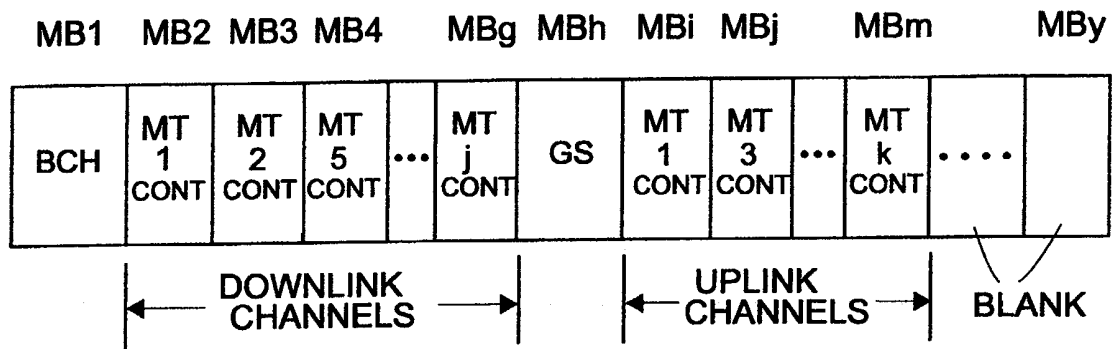 MB1 MB2 MB3 MB4 MBg MBh MBi MBj MBm MBy
BCH MT 1 CONT MT 2 CONT MT 5 CONT ••• MT j CONT GS MT 1 CONT MT 3 CONT ••• MT k CONT ••••
DOWNLINK CHANNELS UPLINK CHANNELS BLANK